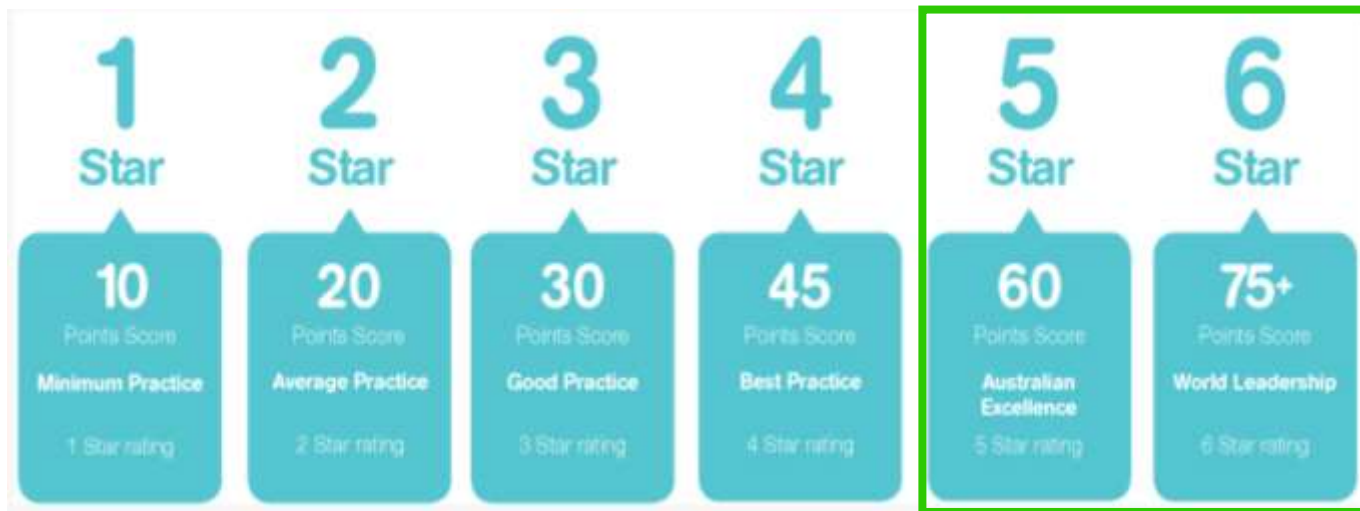 1
Star
10
Points Score
Minimum Practice
1 Star rating
2
Star
20
Points Score
Average Practice
2 Star rating
3
Star
30
Points Score
Good Practice
3 Star rating
4
Star
45
Points Score
Best Practice
4 Star rating
5
Star
60
Points Score
Australian
Excellence
5 Star rating
6
Star
75+
Points Score
World Leadership
6 Star rating